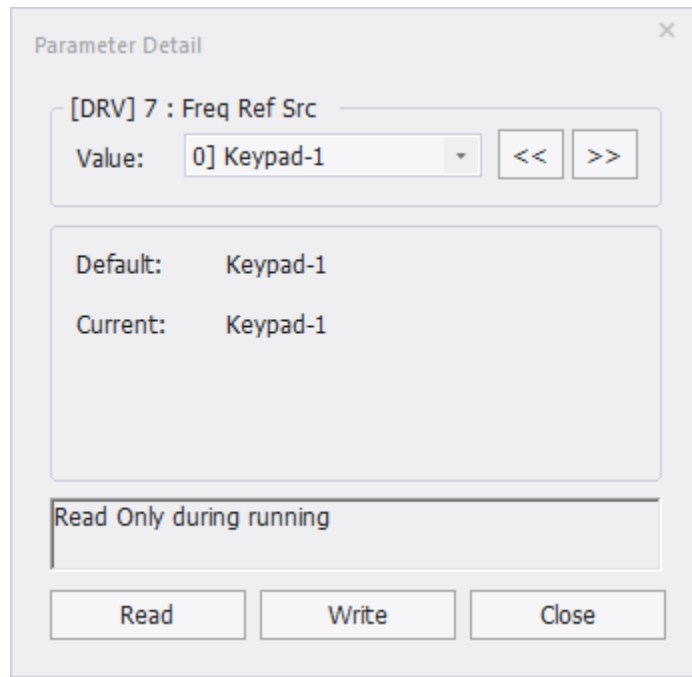 Parameter Detail
[DRV] 7 : Freq Ref Src
Value: 0] Keypad-1 << >>
Default: Keypad-1
Current: Keypad-1
Read Only during running
Read Write Close